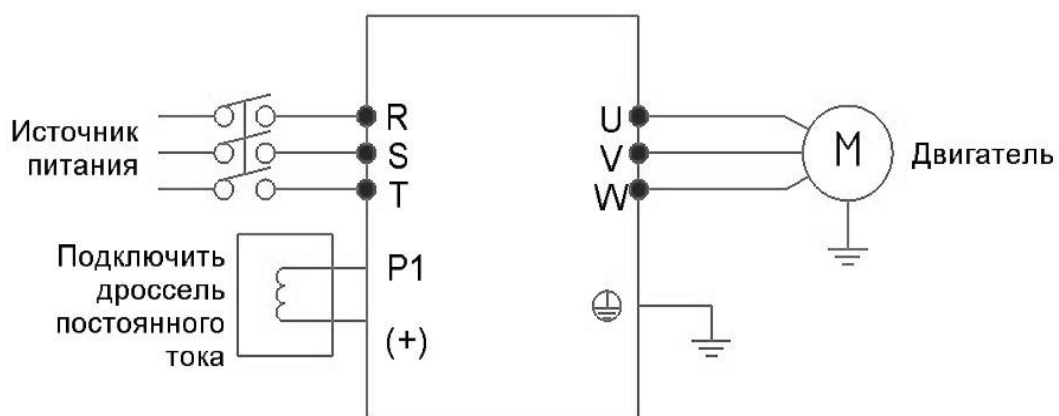 Источник
питания
R
S
T
U
V
W
M
Двигатель
Подключить
дроссель
постоянного
тока
P1
(+)